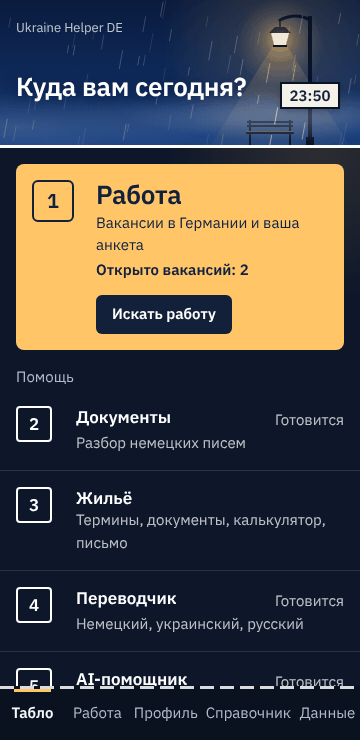 Ukraine Helper DE
Куда вам сегодня?
23:50
1
Работа
Вакансии в Германии и ваша
анкета
Открыто вакансий: 2
Искать работу
Помощь
2
Документы
Готовится
Разбор немецких писем
3
Жильё
Термины, документы, калькулятор,
письмо
4
Переводчик
Готовится
Немецкий, украинский, русский
5
AI-помощник
Готовится
Табло Работа Профиль Справочник Данные